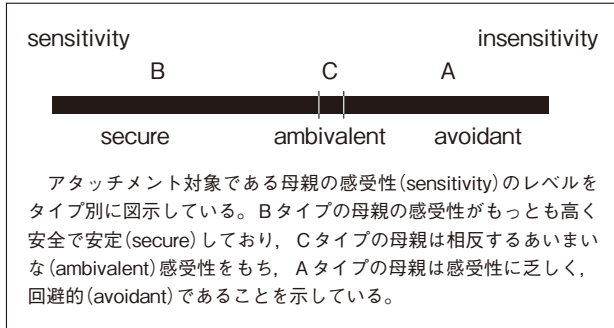 sensitivity insensitivity
B C A
secure ambivalent avoidant
アタッチメント対象である母親の感受性(sensitivity)のレベルを
タイプ別に図示している。Bタイプの母親の感受性がもっとも高く
安全で安定(secure)しており，Cタイプの母親は相反するあいまい
な(ambivalent)感受性をもち，Aタイプの母親は感受性に乏しく，
回避的(avoidant)であることを示している。